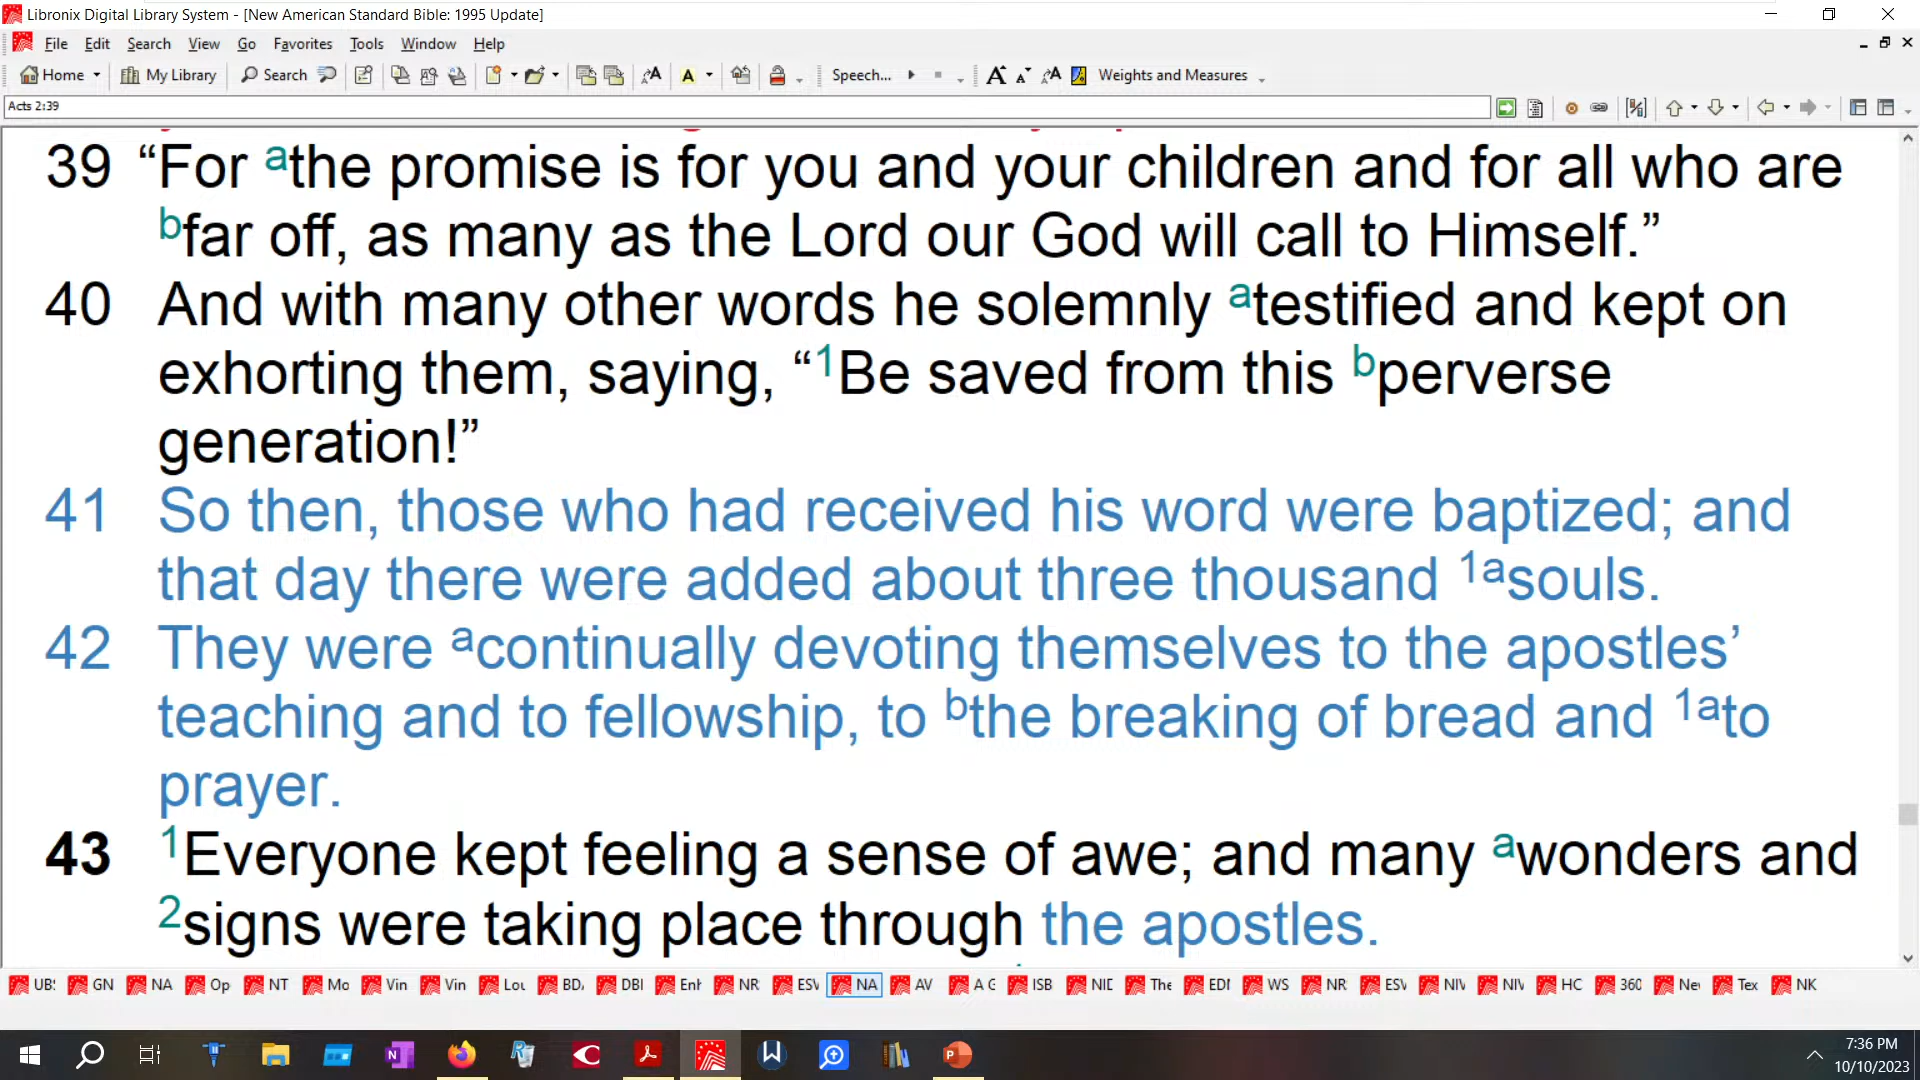 Libronix Digital Library System - [New American Standard Bible: 1995 Update]
File Edit Search View Go Favorites Tools Window Help
Home My Library Search Speech... Weights and Measures
Acts 2:39
39 “For athe promise is for you and your children and for all who are
bfar off, as many as the Lord our God will call to Himself.”
40 And with many other words he solemnly atestified and kept on
exhorting them, saying, “1Be saved from this bperverse
generation!”
41 So then, those who had received his word were baptized; and
that day there were added about three thousand 1asouls.
42 They were acontinually devoting themselves to the apostles’
teaching and to fellowship, to bthe breaking of bread and 1ato
prayer.
43 1Everyone kept feeling a sense of awe; and many awonders and
2signs were taking place through the apostles.
UB: GN NA Op NT Mo Vin Vin Lou BD, DBI Enh NR ESV NA AV A G ISB NIE The EDI WS NR ESV NIV NIV HC 360 Nev Tex NK
7:36 PM
10/10/2023